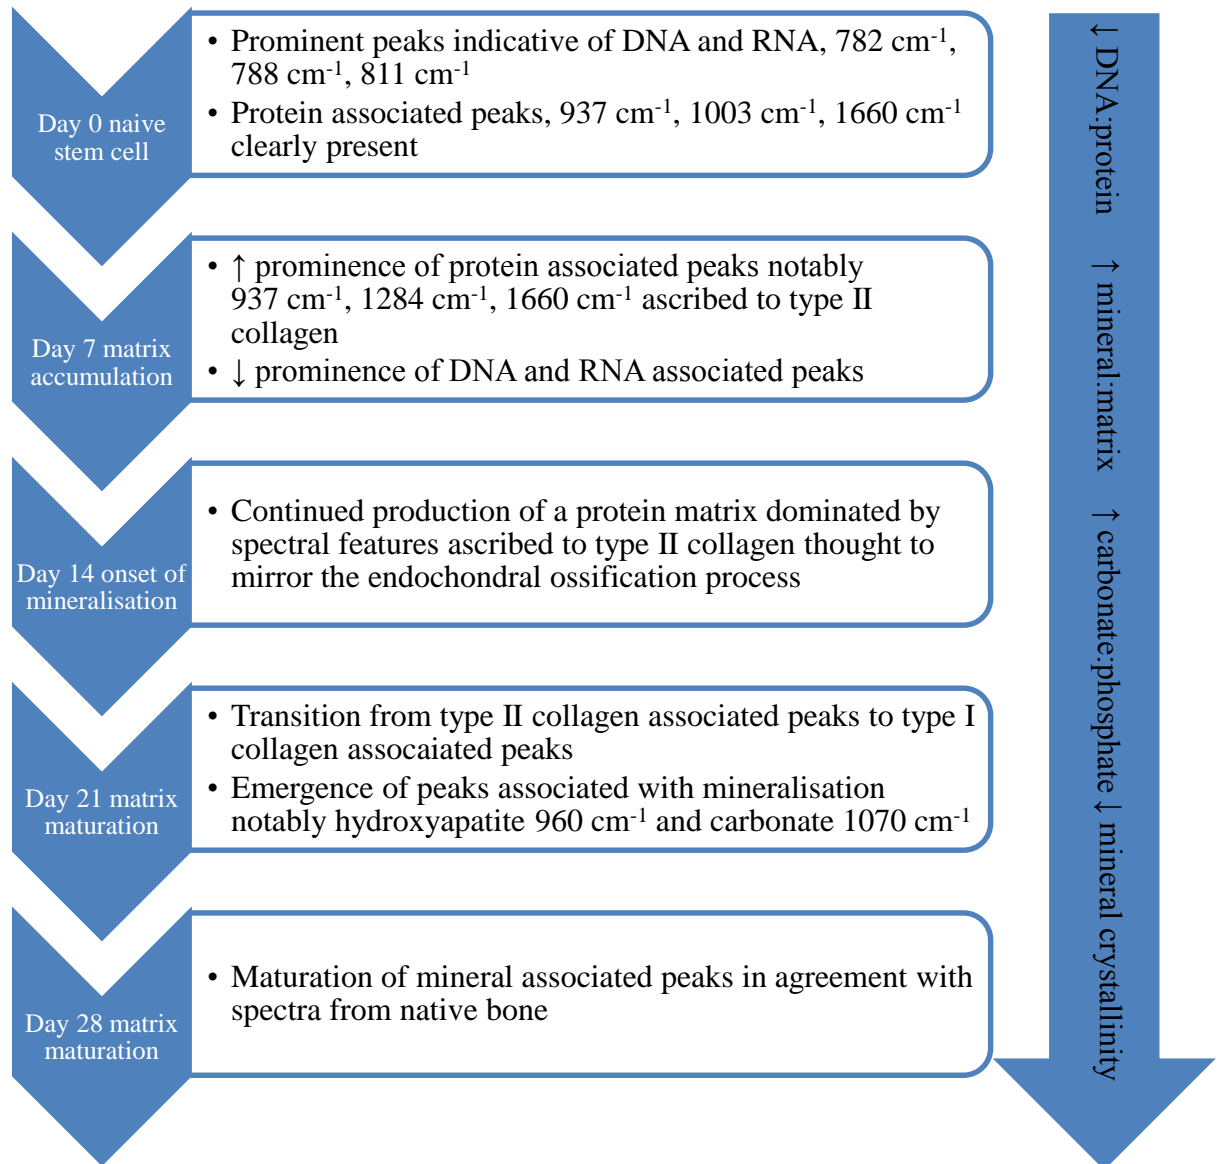 Day 0 naive
stem cell
• Prominent peaks indicative of DNA and RNA, 782 cm⁻¹,
788 cm⁻¹, 811 cm⁻¹
• Protein associated peaks, 937 cm⁻¹, 1003 cm⁻¹, 1660 cm⁻¹
clearly present
Day 7 matrix
accumulation
• ↑ prominence of protein associated peaks notably
937 cm⁻¹, 1284 cm⁻¹, 1660 cm⁻¹ ascribed to type II
collagen
• ↓ prominence of DNA and RNA associated peaks
Day 14 onset of
mineralisation
• Continued production of a protein matrix dominated by
spectral features ascribed to type II collagen thought to
mirror the endochondral ossification process
Day 21 matrix
maturation
• Transition from type II collagen associated peaks to type I
collagen assocaiated peaks
• Emergence of peaks associated with mineralisation
notably hydroxyapatite 960 cm⁻¹ and carbonate 1070 cm⁻¹
Day 28 matrix
maturation
• Maturation of mineral associated peaks in agreement with
spectra from native bone
↓ DNA:protein ↑ mineral:matrix ↑ carbonate:phosphate ↓ mineral crystallinity